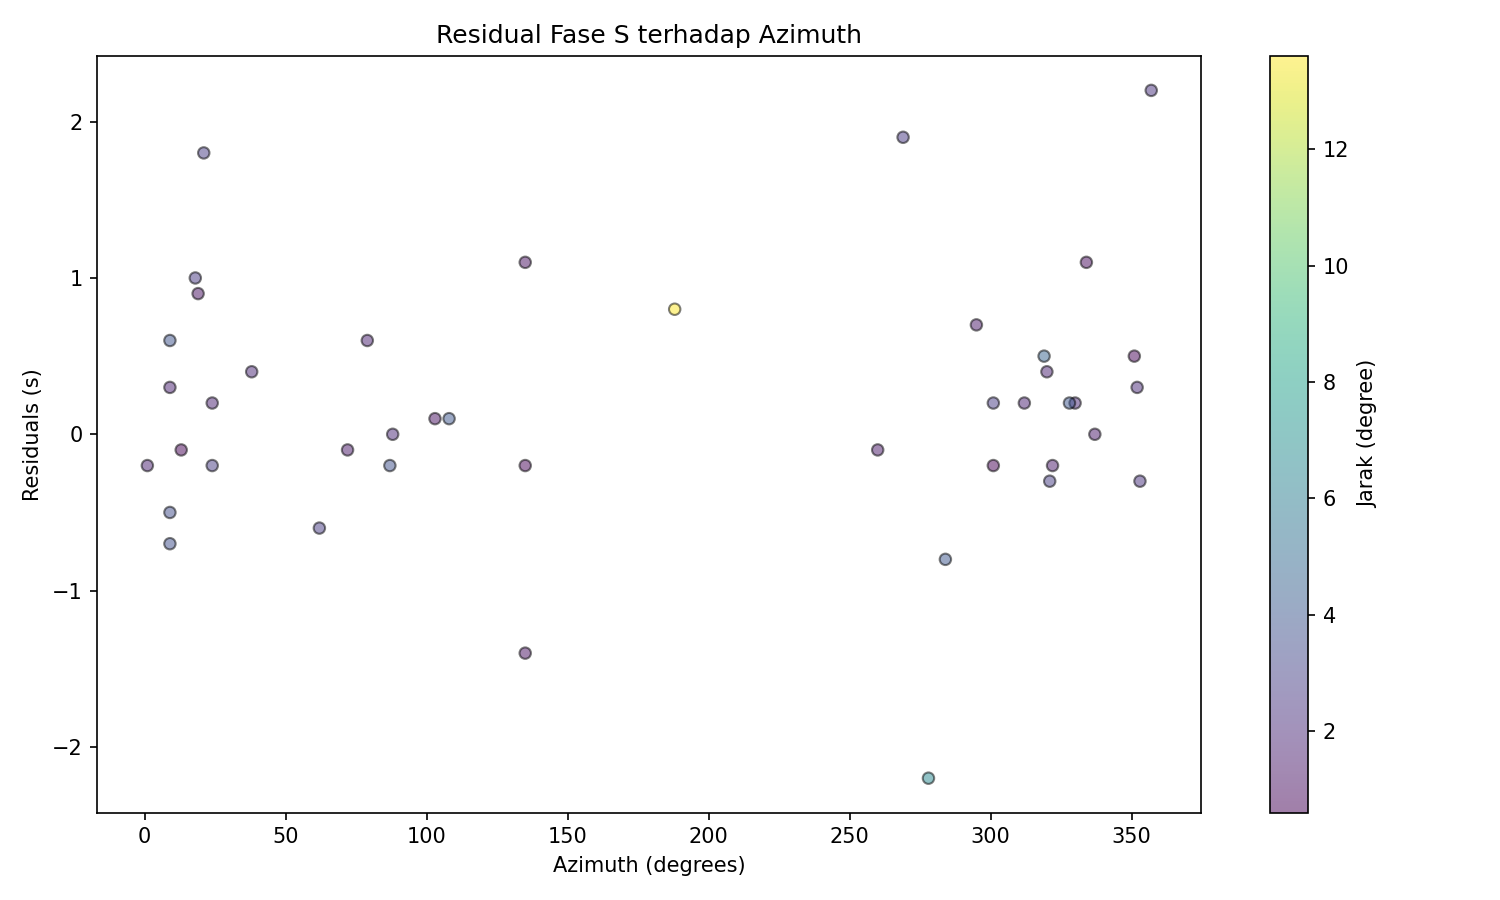 Residual Fase S terhadap Azimuth
Residuals (s)
2
1
0
−1
−2
0 50 100 150 200 250 300 350
Azimuth (degrees)
12
10
8
6
4
2
Jarak (degree)